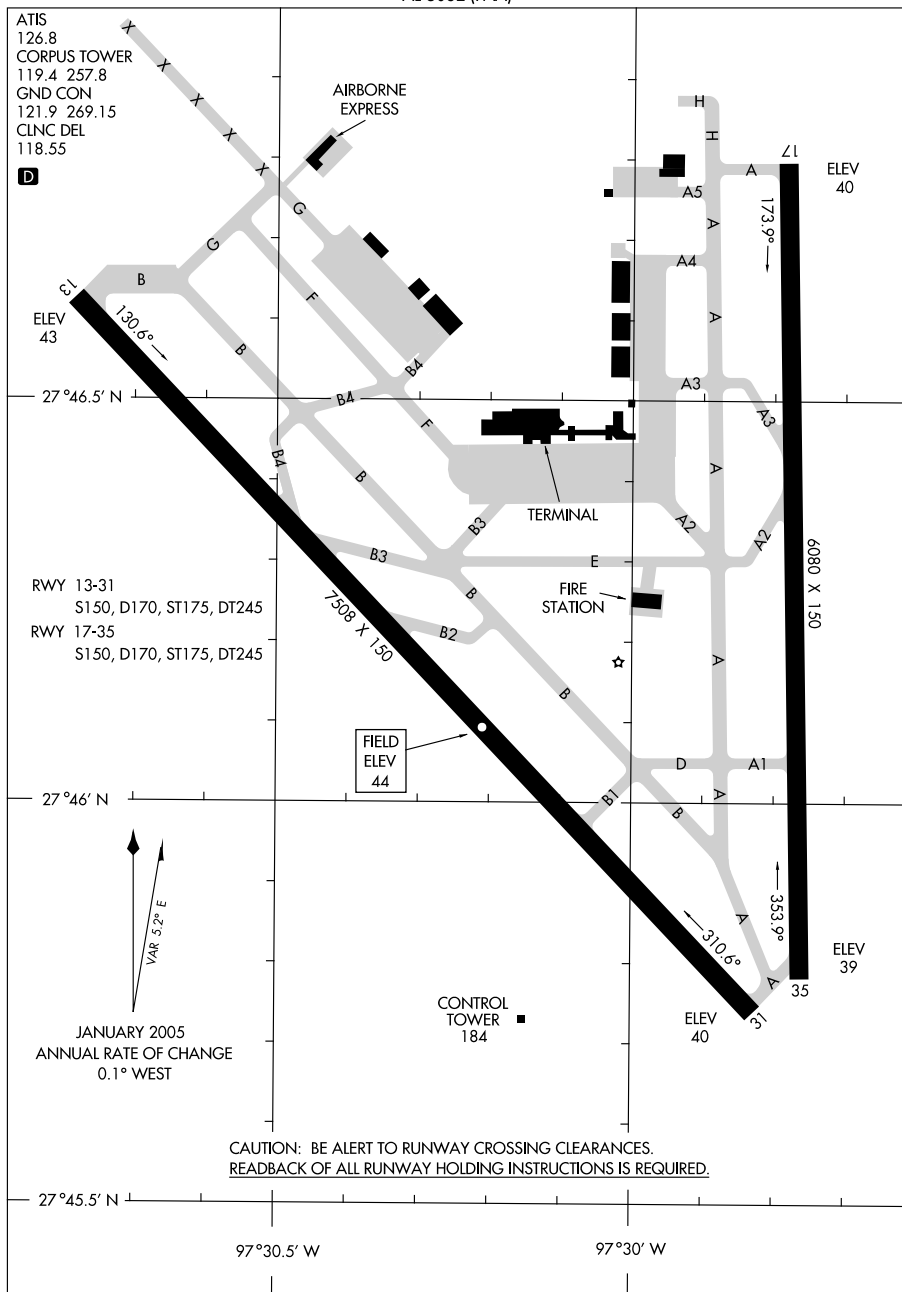 ATIS
126.8
CORPUS TOWER
119.4 257.8
GND CON
121.9 269.15
CLNC DEL
118.55
D
X
X
X
X
X
AIRBORNE
EXPRESS
H
H
A
17
ELEV
40
A5
A
173.9°
G
G
A4
B
F
A
13
ELEV
43
130.6°
B
B4
A3
27°46.5' N
B4
A3
F
B4
B
A
TERMINAL
A2
B3
A2
B3
E
6080 X 150
RWY 13-31
S150, D170, ST175, DT245
RWY 17-35
S150, D170, ST175, DT245
7508 X 150
B
FIRE
STATION
B2
A
B
FIELD
ELEV
44
D
A1
27°46' N
B1
B
A
VAR 5.2° E
353.9°
A
310.6°
ELEV
39
A
35
31
CONTROL
TOWER
184
ELEV
40
JANUARY 2005
ANNUAL RATE OF CHANGE
0.1° WEST
CAUTION: BE ALERT TO RUNWAY CROSSING CLEARANCES.
READBACK OF ALL RUNWAY HOLDING INSTRUCTIONS IS REQUIRED.
27°45.5' N
97°30.5' W
97°30' W